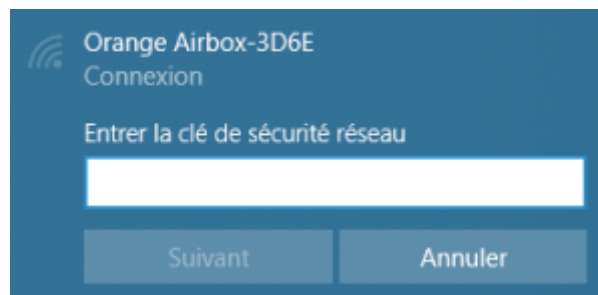 Orange Airbox-3D6E
Connexion
Entrer la clé de sécurité réseau
Suivant
Annuler